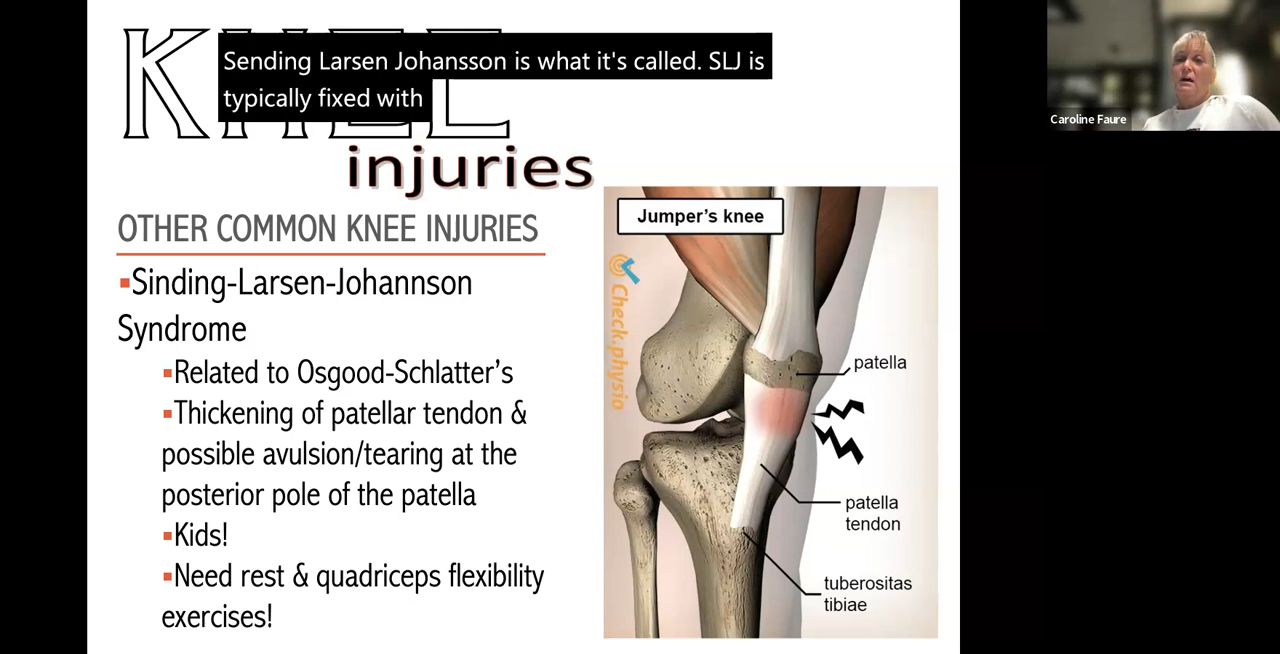 KNEE
Sending Larsen Johansson is what it's called. SLJ is
typically fixed with
injuries
Caroline Faure
OTHER COMMON KNEE INJURIES
▪Sinding-Larsen-Johannson
Syndrome
▪Related to Osgood-Schlatter's
▪Thickening of patellar tendon &
possible avulsion/tearing at the
posterior pole of the patella
▪Kids!
▪Need rest & quadriceps flexibility
exercises!
Jumper's knee
Check.physio
patella
patella
tendon
tuberositas
tibiae